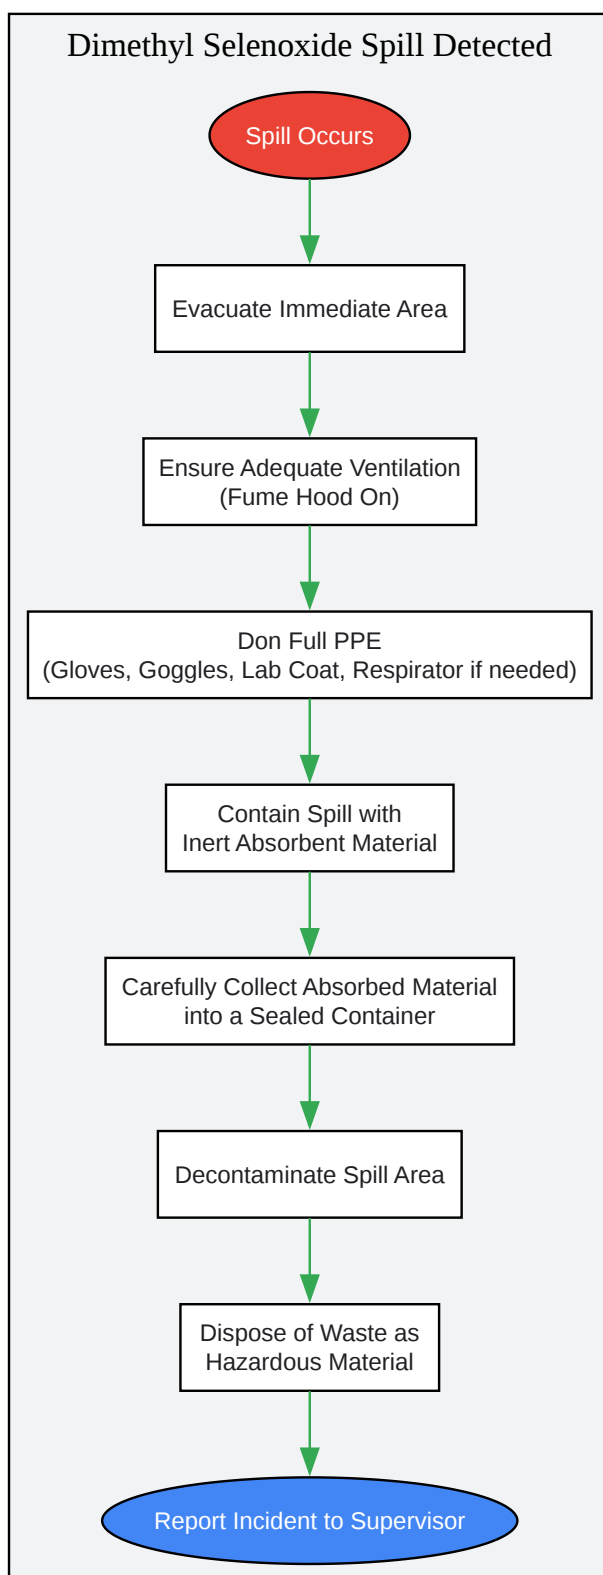 Dimethyl Selenoxide Spill Detected
Spill Occurs
Evacuate Immediate Area
Ensure Adequate Ventilation
(Fume Hood On)
Don Full PPE
(Gloves, Goggles, Lab Coat, Respirator if needed)
Contain Spill with
Inert Absorbent Material
Carefully Collect Absorbed Material
into a Sealed Container
Decontaminate Spill Area
Dispose of Waste as
Hazardous Material
Report Incident to Supervisor